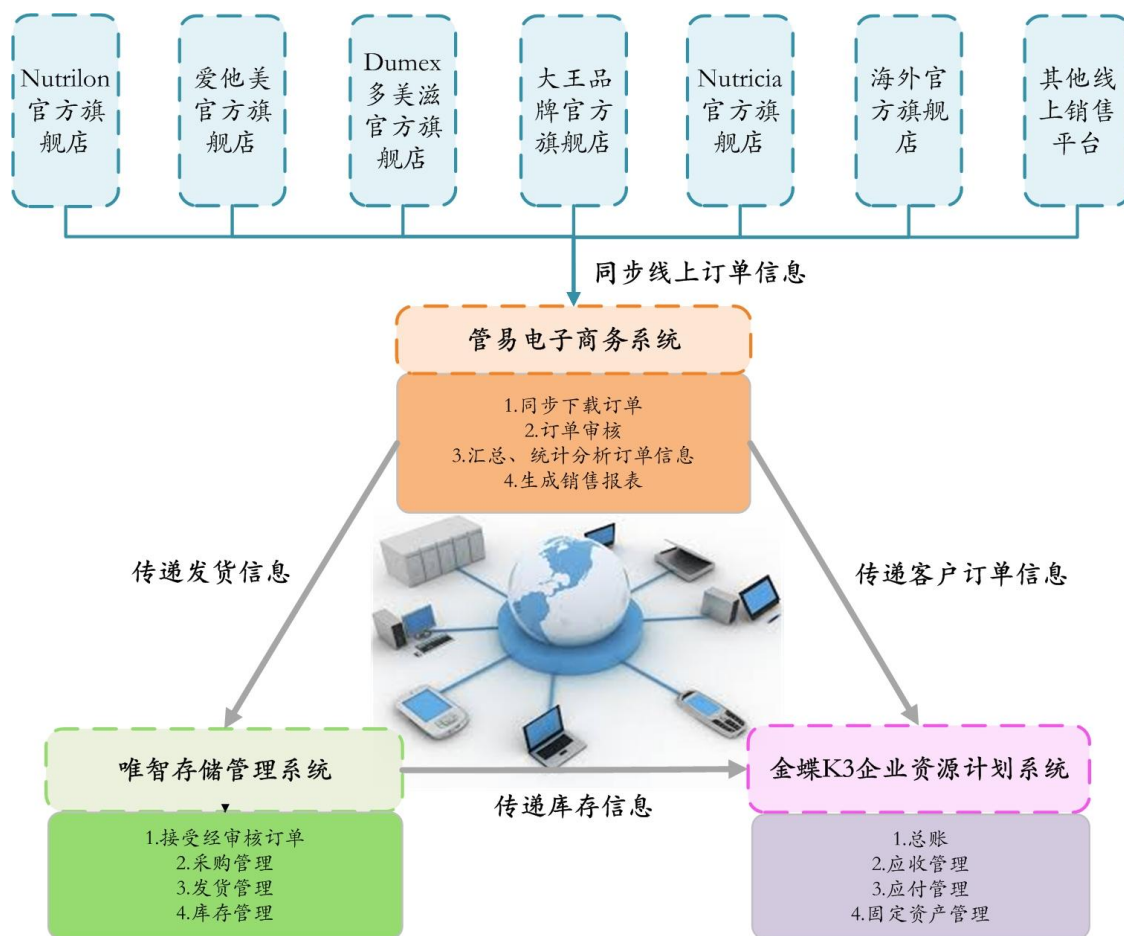 Nutrilon
官方旗
舰店
爱他美
官方旗
舰店
Dumex
多美滋
官方旗
舰店
大王品
牌官方
旗舰店
Nutricia
官方旗
舰店
海外官
方旗舰
店
其他线
上销售
平台
同步线上订单信息
管易电子商务系统
1.同步下载订单
2.订单审核
3.汇总、统计分析订单信息
4.生成销售报表
传递发货信息
传递客户订单信息
唯智存储管理系统
金蝶K3企业资源计划系统
传递库存信息
1.接受经审核订单
2.采购管理
3.发货管理
4.库存管理
1.总账
2.应收管理
3.应付管理
4.固定资产管理